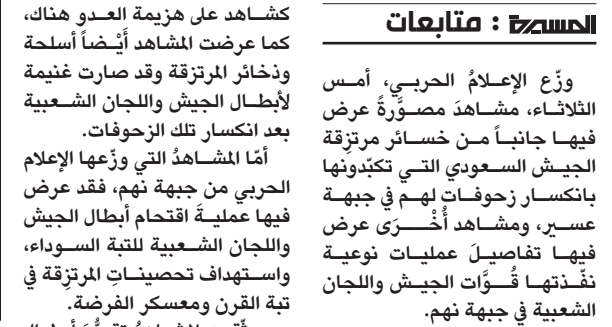 المسيرة : متابعات
وزّع الإعلامُ الحربي، أمس
الثلاثاء، مشاهدَ مصوَّرةً عرض
فيها جانباً من خسائر مرتزِقة
الجيش السعودي التي تكبّدونها
بانكسار زحوفات لهم في جبهة
عسير، ومشاهد أُخْــرَى عرض
فيها تفاصيلَ عمليات نوعية
نفّذتها قُــوَّات الجيش واللجان
الشعبية في جبهة نهم.
كشاهد على هزيمة العدو هناك،
كما عرضت المشاهد أَيْـضاً أسلحة
وذخائر المرتزقة وقد صارت غنيمة
لأبطال الجيش واللجان الشعبية
بعد انكسار تلك الزحوفات.
أمّا المشاهدُ التي وزّعها الإعلام
الحربي من جبهة نهم، فقد عرض
فيها عمليةَ اقتحام أبطال الجيش
واللجان الشعبية للتبة السوداء،
واستهداف تحصيناتِ المرتزِقة في
تبة القرن ومعسكر الفرضة.